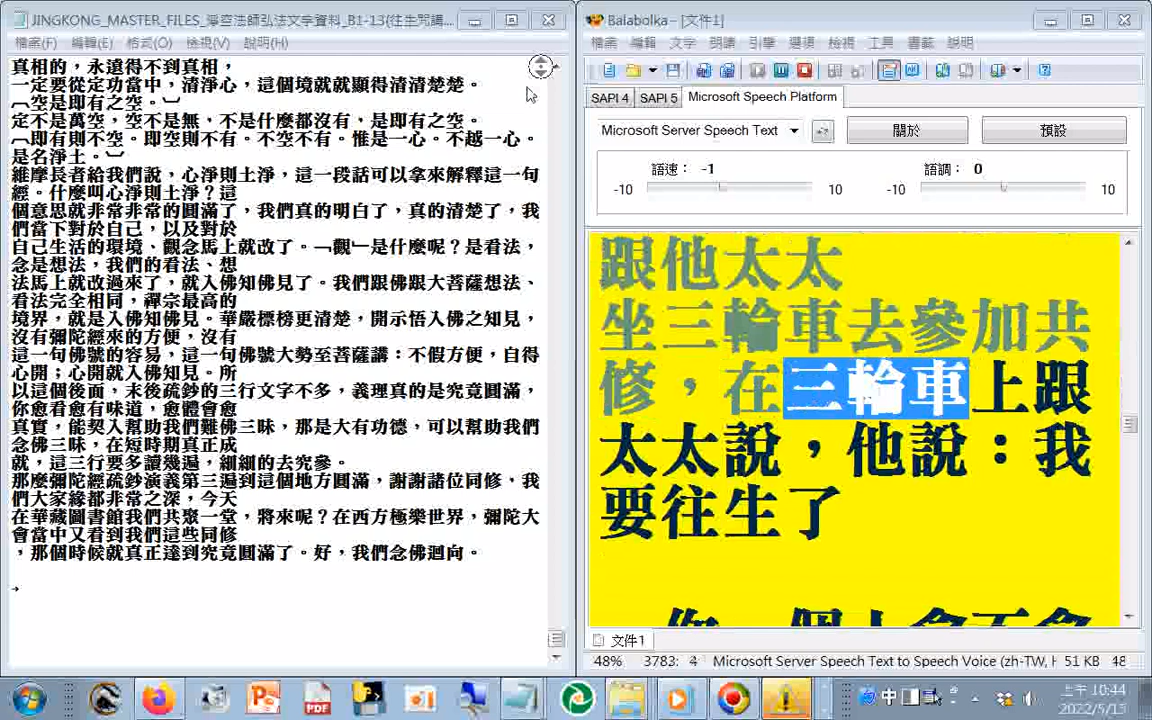 JINGKONG_MASTER_FILES_淨空法師弘法文字資料_B1-13(往生咒講...
檔案(F) 編輯(E) 格式(O) 檢視(V) 說明(H)
真相的，永遠得不到真相，
一定要從定功當中，清淨心，這個境就就顯得清清楚楚。
﹁空是即有之空。﹂
定不是萬空，空不是無，不是什麼都沒有，是即有之空。
﹁即有則不空。即空則不有。不空不有。惟是一心。不越一心。
是名淨土。﹂
維摩長者給我們說，心淨則土淨，這一段話可以拿來解釋這一句
經。什麼叫心淨則土淨？這
個意思就非常非常的圓滿了，我們真的明白了，真的清楚了，我
們當下對於自己，以及對於
自己生活的環境、觀念馬上就改了。﹁觀﹂是什麼呢？是看法，
念是想法，我們的看法、想
法馬上就改過來了，就入佛知佛見了。我們跟佛跟大菩薩想法、
看法完全相同，禪宗最高的
境界，就是入佛知佛見。華嚴標榜更清楚，開示悟入佛之知見，
沒有彌陀經來的方便，沒有
這一句佛號的容易，這一句佛號大勢至菩薩講：不假方便，自得
心開；心開就入佛知見。所
以這個後面，末後疏鈔的三行文字不多，義理真的是究竟圓滿，
你愈看愈有味道，愈體會愈
真實，能契入幫助我們難佛三昧，那是大有功德，可以幫助我們
念佛三昧，在短時期真正成
就，這三行要多讀幾遍，細細的去究參。
那麼彌陀經疏鈔演義第三遍到這個地方圓滿，謝謝諸位同修，我
們大家緣都非常之深，今天
在華藏圖書館我們共聚一堂，將來呢？在西方極樂世界，彌陀大
會當中又看到我們這些同修
，那個時候就真正達到究竟圓滿了。好，我們念佛迴向。
Balabolka – [文件1]
檔案 編輯 文字 朗讀 引擎 選項 檢視 工具 書籤 說明
SAPI 4 SAPI 5 Microsoft Speech Platform
Microsoft Server Speech Text
關於
預設
語速： -1
語調： 0
-10 10 -10 10
跟他太太
坐三輪車去參加共
修，在三輪車上跟
太太說，他說：我
要往生了
文件1
48% 3783: 4 Microsoft Server Speech Text to Speech Voice (zh-TW, H 51 KB 48
中
上午 10:44
2022/5/13